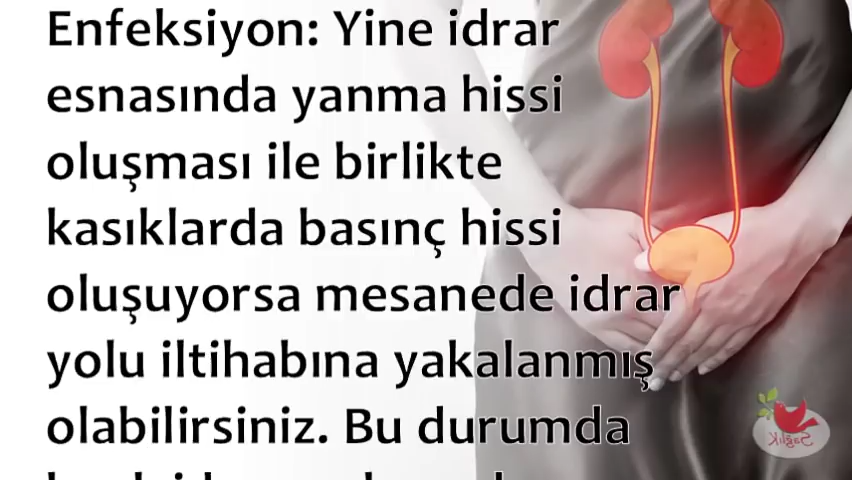 Enfeksiyon: Yine idrar
esnasında yanma hissi
oluşması ile birlikte
kasıklarda basınç hissi
oluşuyorsa mesanede idrar
yolu iltihabına yakalanmış
olabilirsiniz. Bu durumda
SağlıK